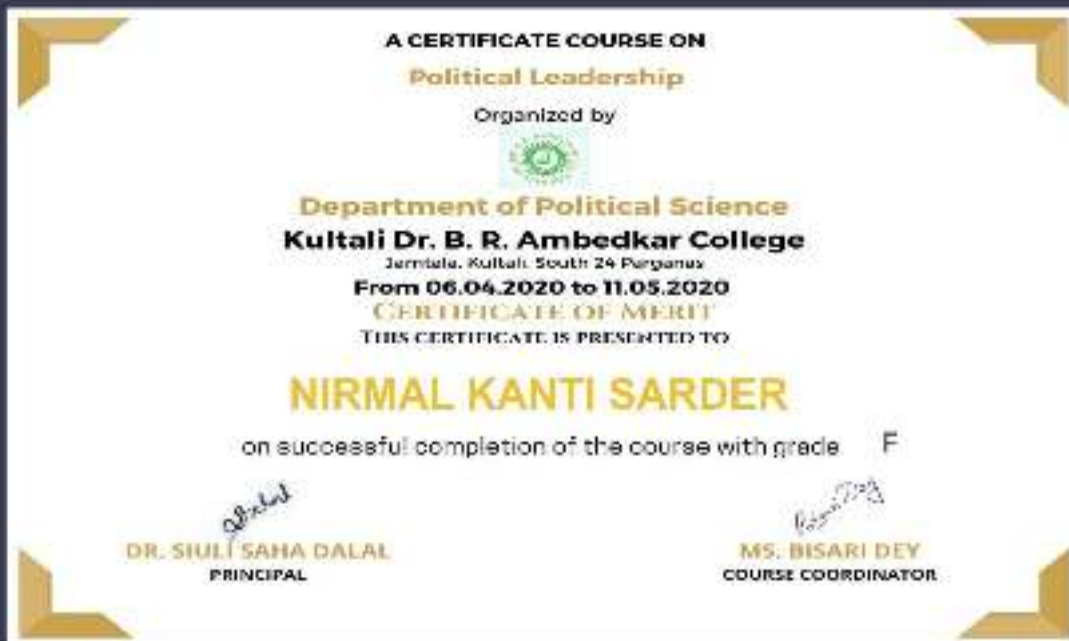 A CERTIFICATE COURSE ON
Political Leadership
Organized by
Department of Political Science
Kultali Dr. B. R. Ambedkar College
Jamtala, Kultali, South 24 Parganas
From 06.04.2020 to 11.05.2020
CERTIFICATE OF MERIT
THIS CERTIFICATE IS PRESENTED TO
NIRMAL KANTI SARDER
on successful completion of the course with grade F
DR. SIULI SAHA DALAL
PRINCIPAL
MS. BISARI DEY
COURSE COORDINATOR